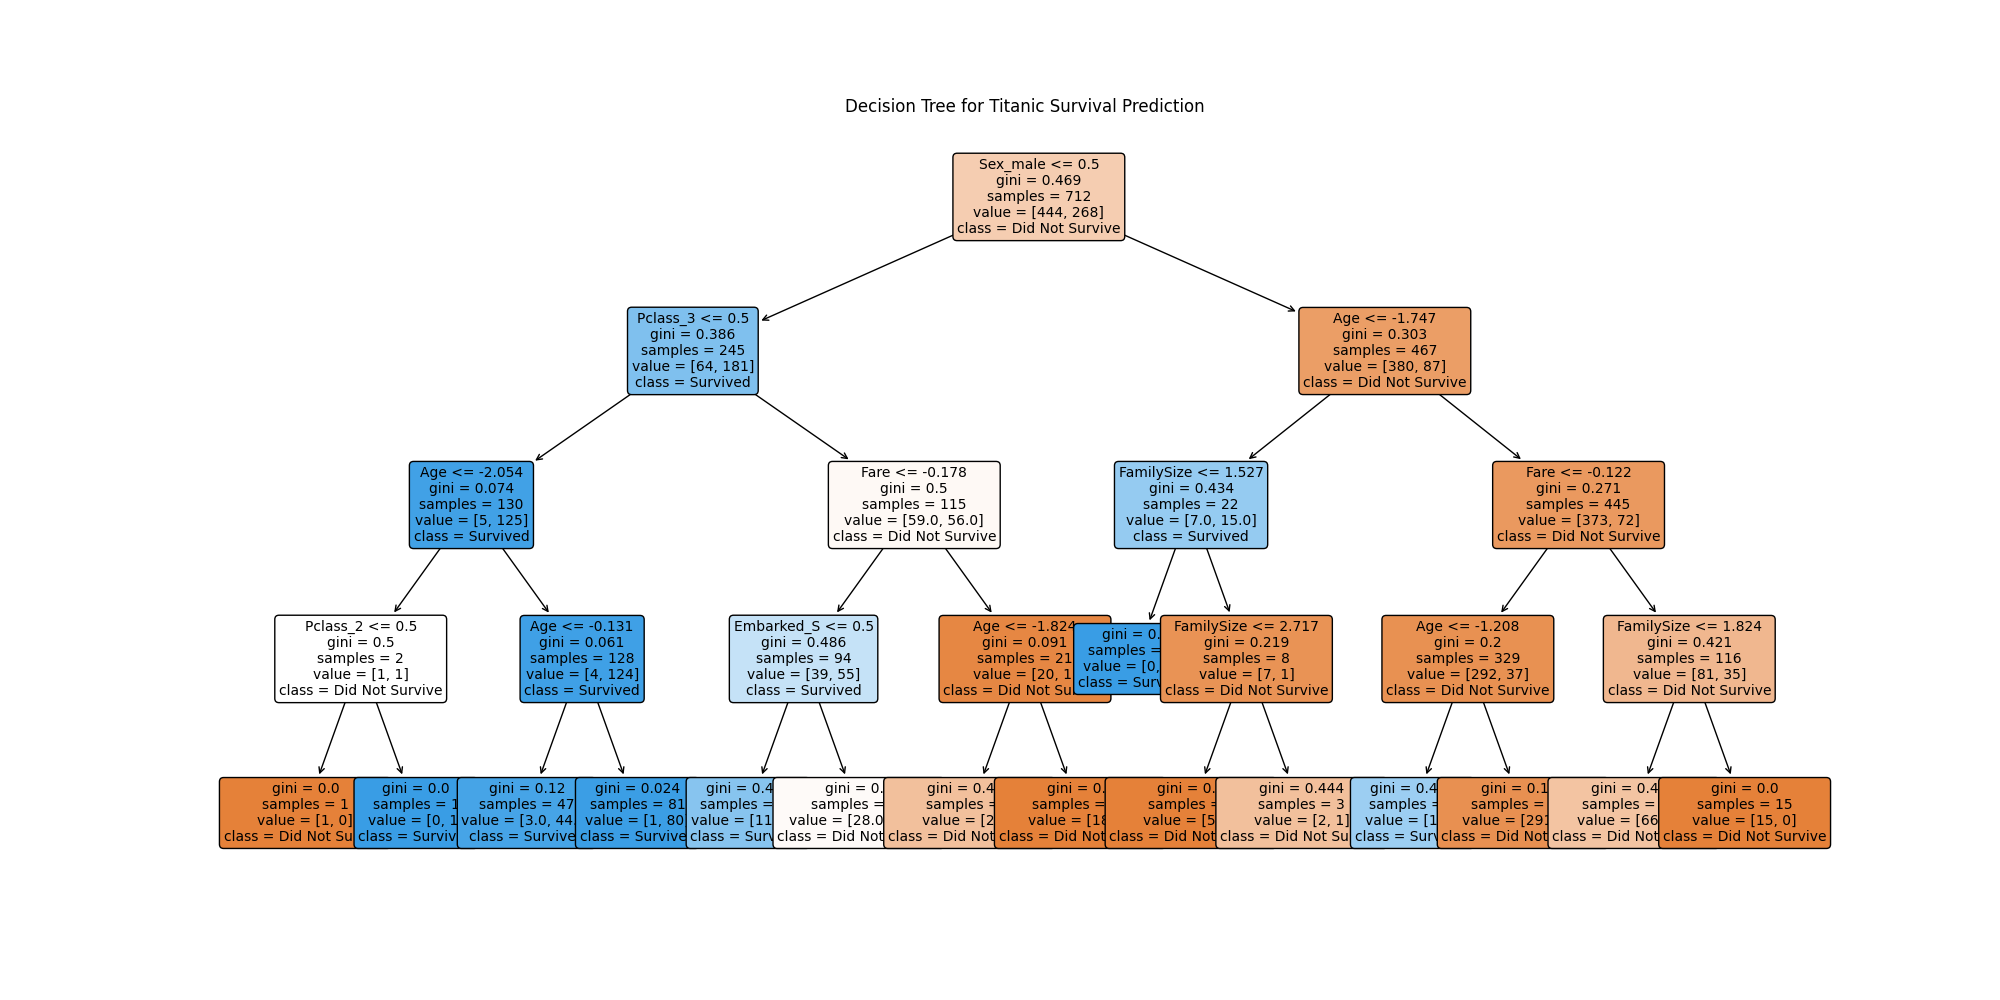 Decision Tree for Titanic Survival Prediction
Sex_male <= 0.5
gini = 0.469
samples = 712
value = [444, 268]
class = Did Not Survive
Pclass_3 <= 0.5
gini = 0.386
samples = 245
value = [64, 181]
class = Survived
Age <= -1.747
gini = 0.303
samples = 467
value = [380, 87]
class = Did Not Survive
Age <= -2.054
gini = 0.074
samples = 130
value = [5, 125]
class = Survived
Fare <= -0.178
gini = 0.5
samples = 115
value = [59.0, 56.0]
class = Did Not Survive
FamilySize <= 1.527
gini = 0.434
samples = 22
value = [7.0, 15.0]
class = Survived
Fare <= -0.122
gini = 0.271
samples = 445
value = [373, 72]
class = Did Not Survive
Pclass_2 <= 0.5
gini = 0.5
samples = 2
value = [1, 1]
class = Did Not Survive
Age <= -0.131
gini = 0.061
samples = 128
value = [4, 124]
class = Survived
Embarked_S <= 0.5
gini = 0.486
samples = 94
value = [39, 55]
class = Survived
Age <= -1.824
gini = 0.091
samples = 21
value = [20, 1
class = Did Not Su
gini = 0.
samples =
value = [0,
class = Surv
FamilySize <= 2.717
gini = 0.219
samples = 8
value = [7, 1]
class = Did Not Survive
Age <= -1.208
gini = 0.2
samples = 329
value = [292, 37]
class = Did Not Survive
FamilySize <= 1.824
gini = 0.421
samples = 116
value = [81, 35]
class = Did Not Survive
gini = 0.0
samples = 1
value = [1, 0]
class = Did Not Su
gini = 0.0
samples = 1
value = [0, 1
class = Surviv
gini = 0.12
samples = 47
value = [3.0, 44.
class = Survive
gini = 0.024
samples = 81
value = [1, 80
class = Survive
gini = 0.4
samples =
value = [11
class = Surv
gini = 0.
samples =
value = [28.0
class = Did Not
gini = 0.4
samples =
value = [2
class = Did Not
gini = 0.
samples =
value = [18
class = Did Not
gini = 0.
samples =
value = [5
class = Did Not
gini = 0.444
samples = 3
value = [2, 1]
class = Did Not Su
gini = 0.4
samples =
value = [1
class = Surv
gini = 0.1
samples =
value = [291
class = Did Not
gini = 0.4
samples =
value = [66
class = Did Not
gini = 0.0
samples = 15
value = [15, 0]
class = Did Not Survive